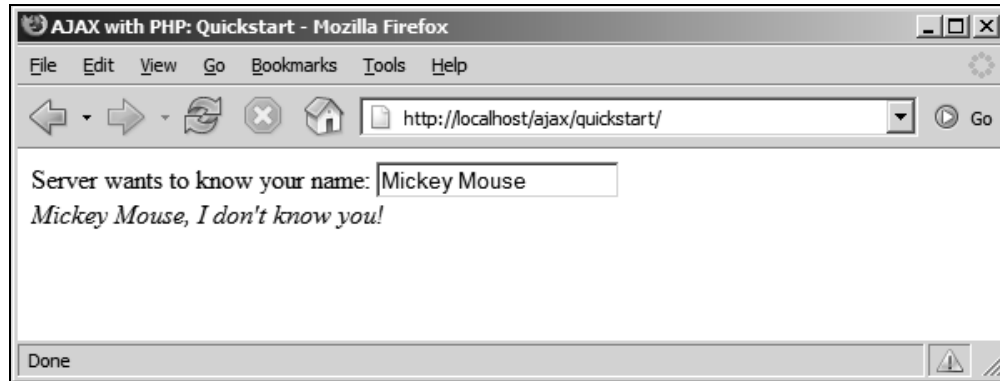 AJAX with PHP: Quickstart - Mozilla Firefox
File Edit View Go Bookmarks Tools Help
http://localhost/ajax/quickstart/ Go
Server wants to know your name: Mickey Mouse
Mickey Mouse, I don't know you!
Done